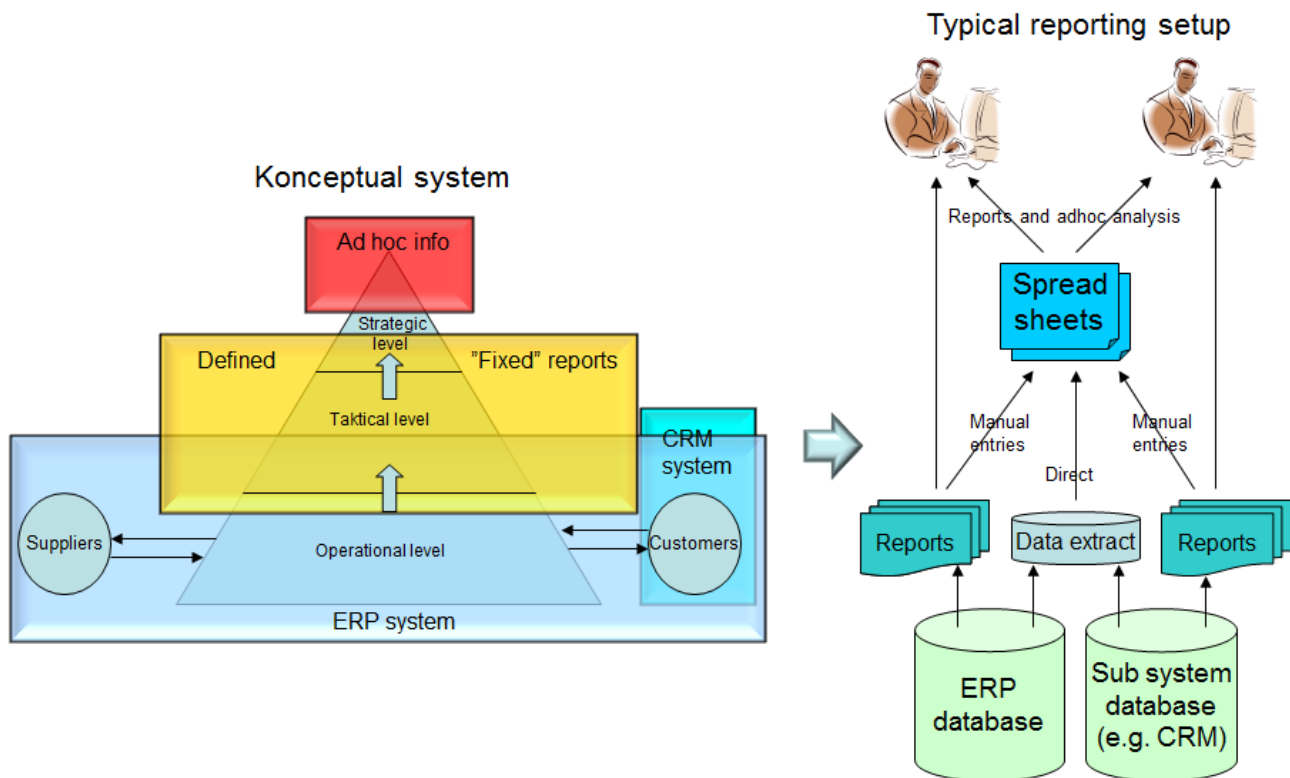 Typical reporting setup
Konceptual system
Ad hoc info
Strategic
level
Defined
"Fixed" reports
Taktical level
CRM
system
Suppliers
Operational level
Customers
ERP system
Reports and adhoc analysis
Spread
sheets
Manual
entries
Manual
entries
Direct
Reports
Data extract
Reports
ERP
database
Sub system
database
(e.g. CRM)